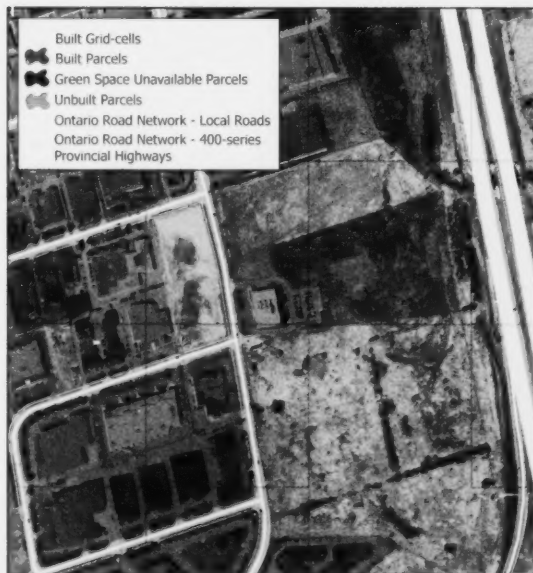 Built Grid-cells
Built Parcels
Green Space Unavailable Parcels
Unbuilt Parcels
Ontario Road Network - Local Roads
Ontario Road Network - 400-series
Provincial Highways